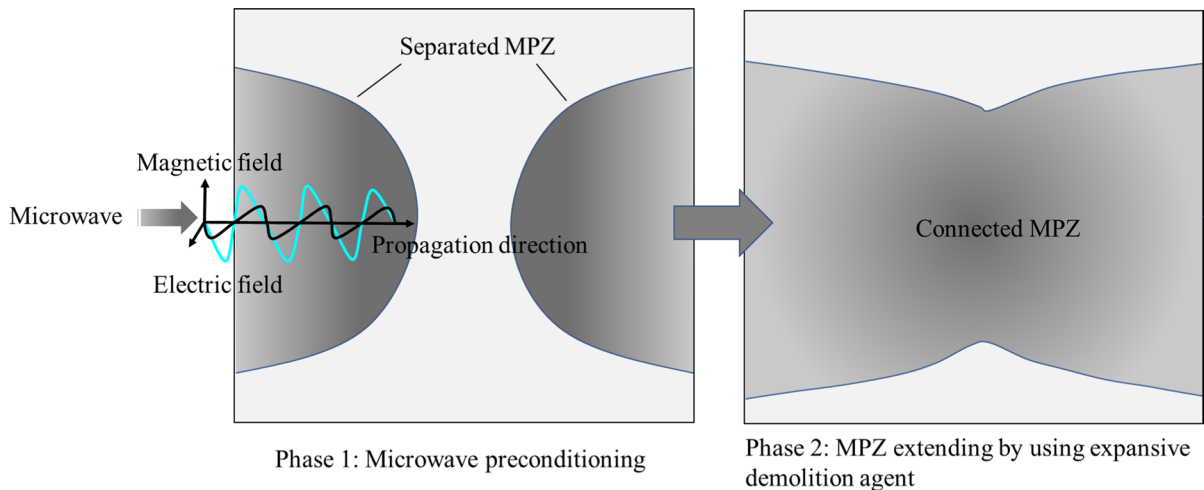 Separated MPZ
Magnetic field
Microwave
Propagation direction
Electric field
Connected MPZ
Phase 1: Microwave preconditioning
Phase 2: MPZ extending by using expansive
demolition agent